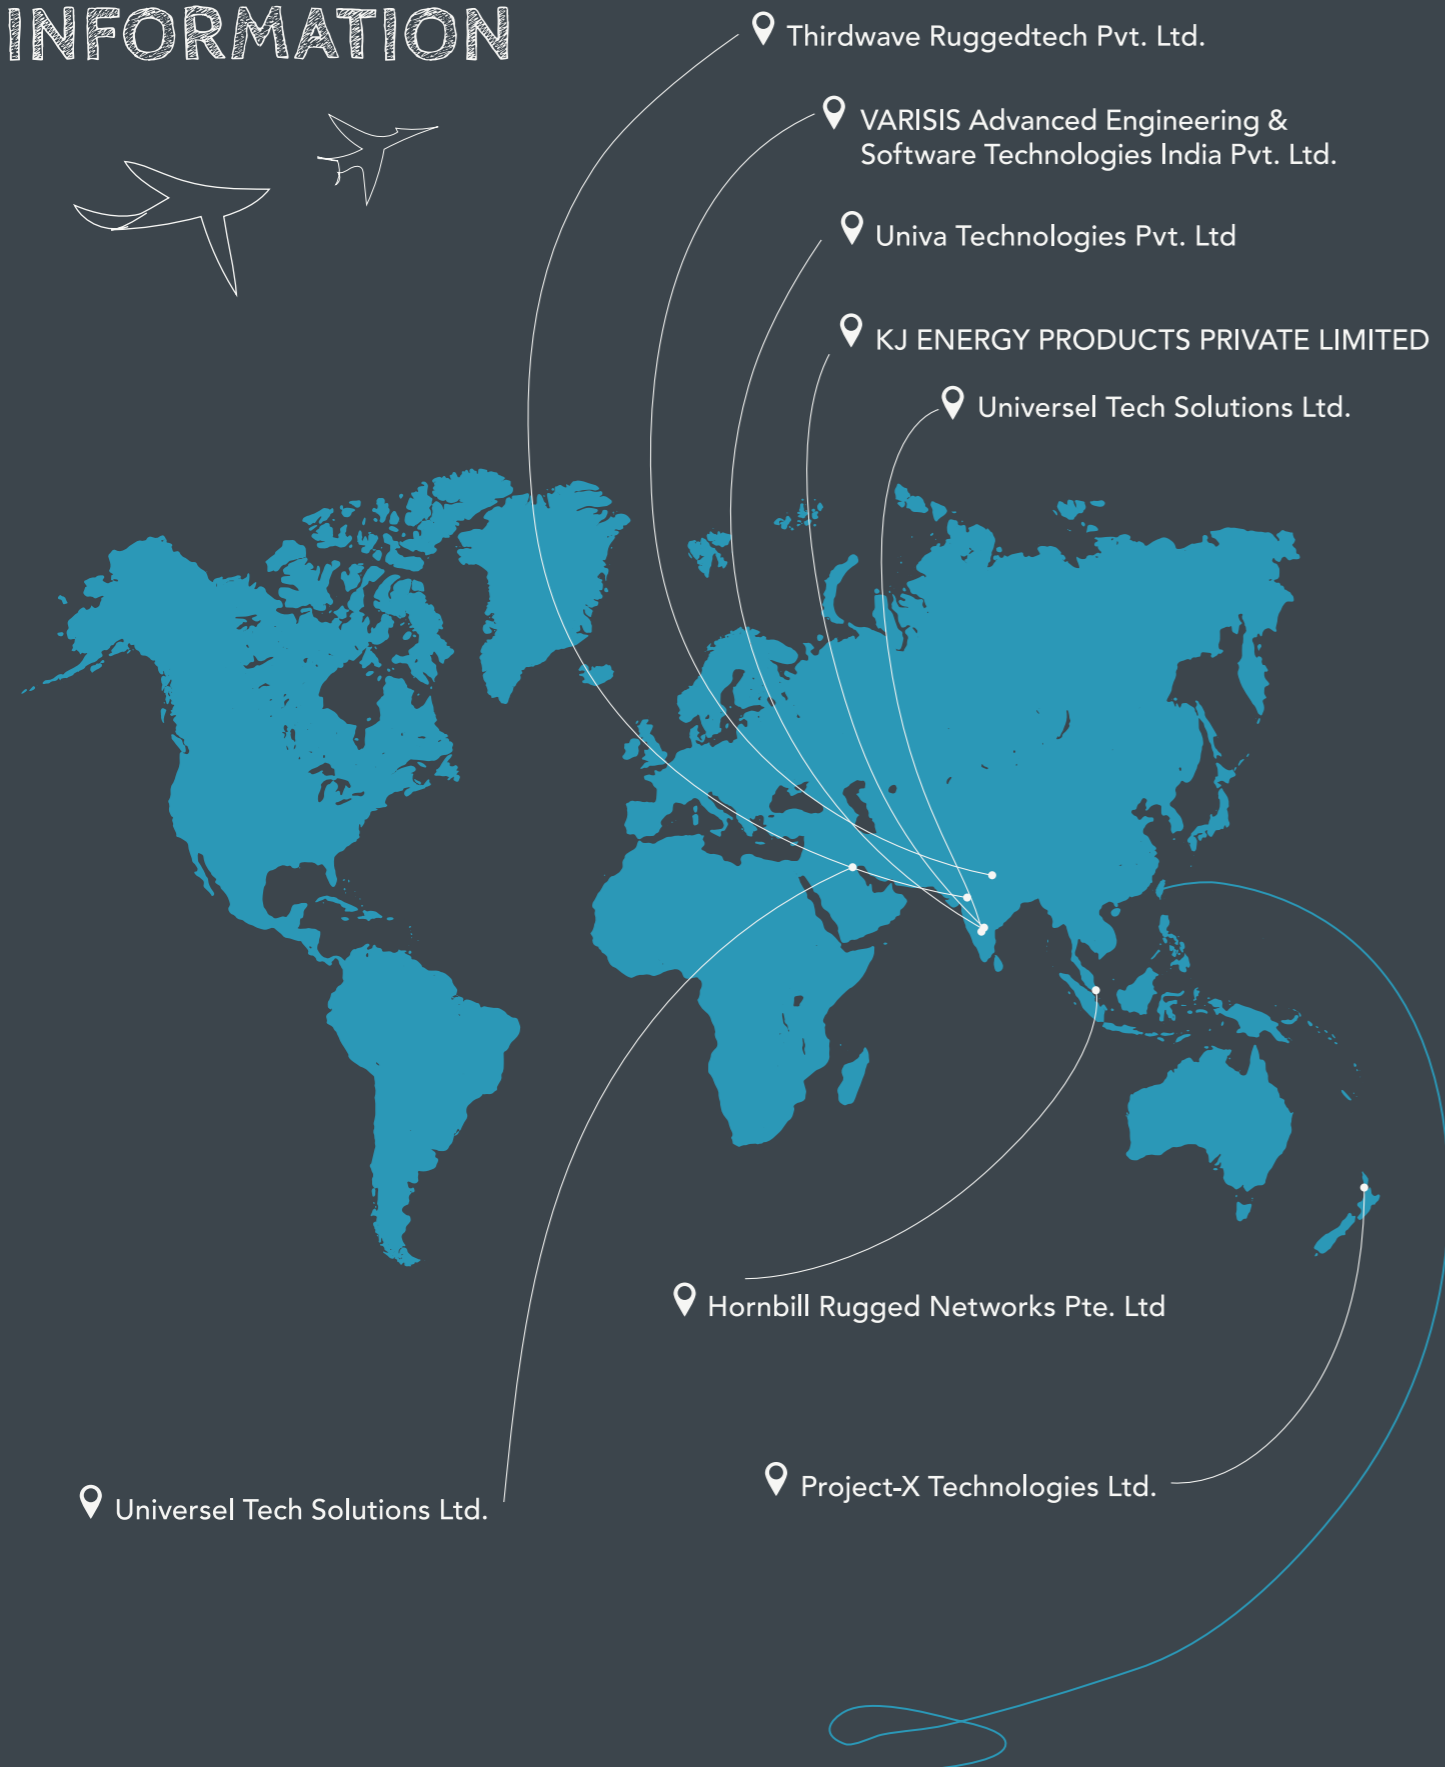 INFORMATION
Thirdwave Ruggedtech Pvt. Ltd.
VARISIS Advanced Engineering &
Software Technologies India Pvt. Ltd.
Univa Technologies Pvt. Ltd
KJ ENERGY PRODUCTS PRIVATE LIMITED
Universel Tech Solutions Ltd.
Hornbill Rugged Networks Pte. Ltd
Project-X Technologies Ltd.
Universel Tech Solutions Ltd.